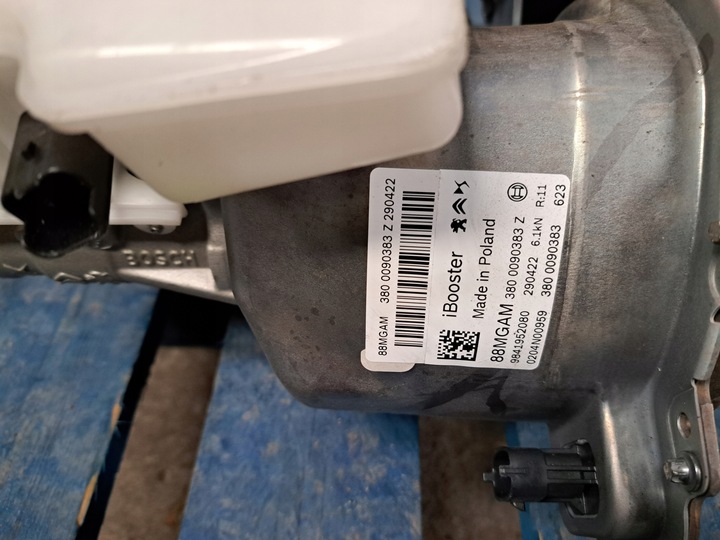 BOSCH
88MGAM 380 0090383 Z 290422
iBooster
Made in Poland
88MGAM 380 0090383 Z
9841952080 290422 6.1kN R:11
0204N00959 380 0090383 623